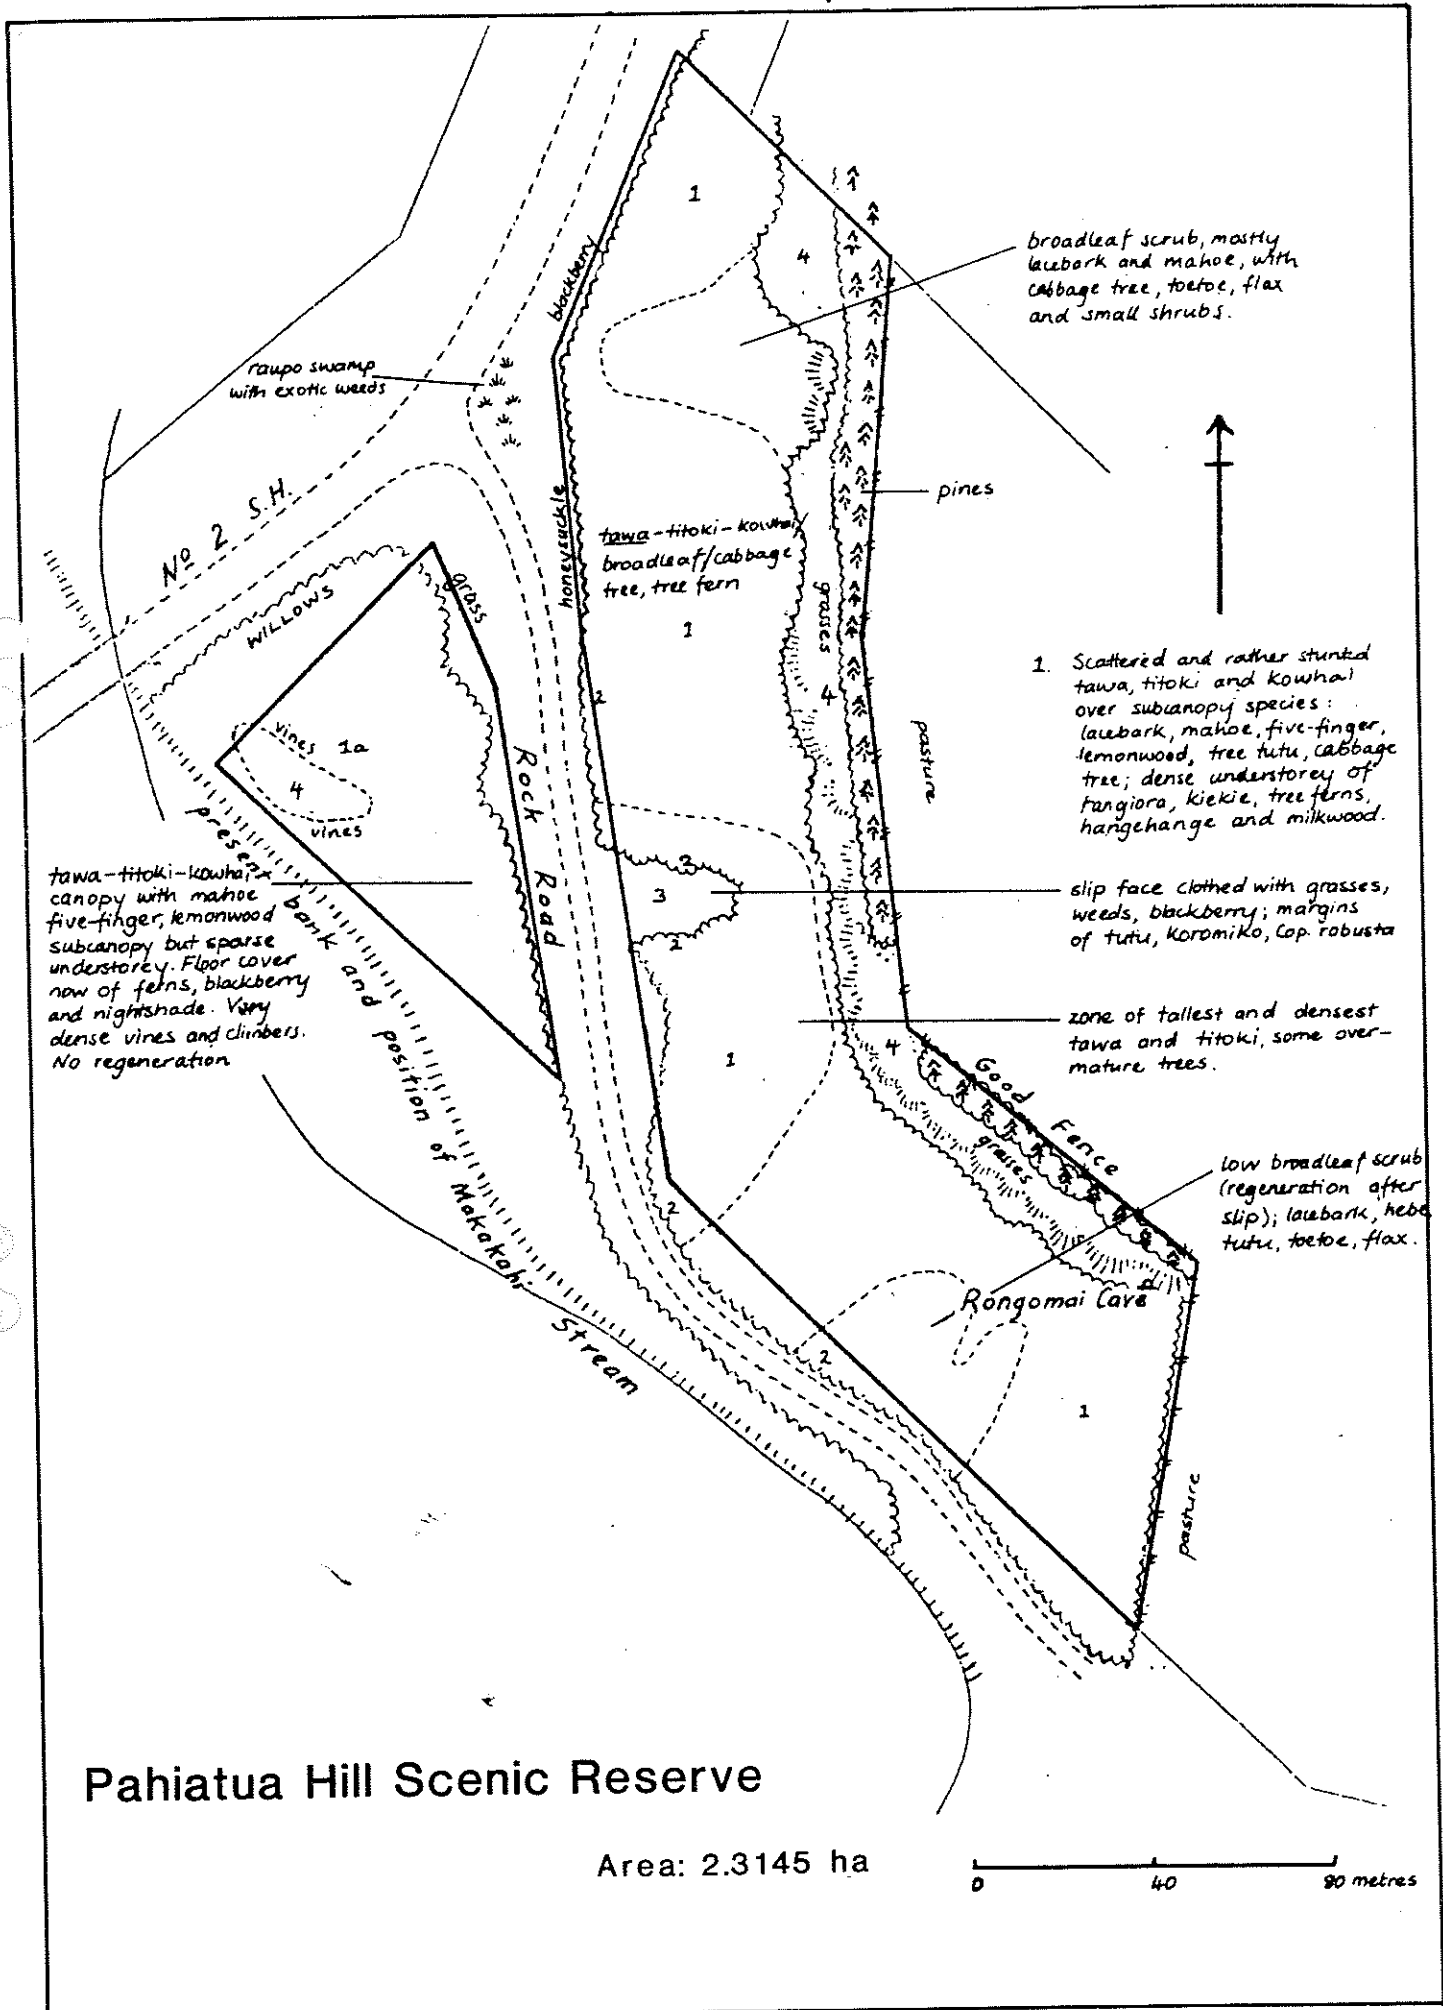 1
blackberry
4
broadleaf scrub, mostly
lacebark and mahoe, with
cabbage tree, toetoe, flax
and small shrubs.
raupo swamp
with exotic weeds
pines
Nº 2 S.H.
honeysuckle
tawa-titoki-kowhai/
broadleaf/cabbage
tree, tree fern
1
grasses
4
WILLOWS
grass
1. Scattered and rather stunted
tawa, titoki and kowhai
over subcanopy species:
lacebark, mahoe, five-finger,
lemonwood, tree tutu, cabbage
tree; dense understorey of
rangiora, kiekie, tree ferns,
hangehange and milkwood.
2
pasture
vines 1a
4
vines
Rock Road
tawa-titoki-kowhai
canopy with mahoe
five-finger, lemonwood
subcanopy but sparse
understorey. Floor cover
now of ferns, blackberry
and nightshade. Very
dense vines and climbers.
No regeneration
present bank and position of Makakahi Stream
2
3
2
slip face clothed with grasses,
weeds, blackberry; margins
of tutu, koromiko, Cop. robusta
zone of tallest and densest
tawa and titoki, some over-
mature trees.
1
4
Good Fence
grasses
low broadleaf scrub
(regeneration after
slip); lacebark, hebe
tutu, toetoe, flax.
2
Rongomai Cave
2
1
pasture
Pahiatua Hill Scenic Reserve
Area: 2.3145 ha
0 40 80 metres